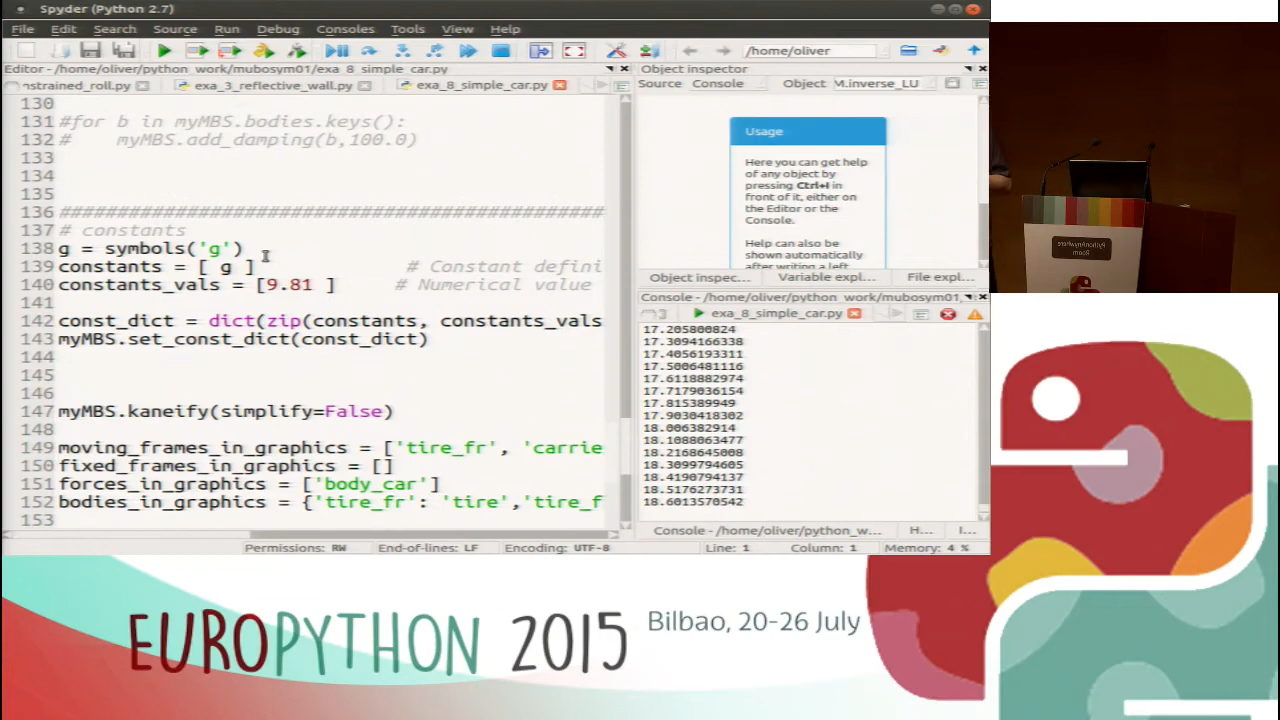 Spyder (Python 2.7)
File Edit Search Source Run Debug Consoles Tools View Help
/home/oliver
Editor - /home/oliver/python_work/mubosym01/exa_8_simple_car.py
nstrained_roll.py exa_3_reflective_wall.py exa_8_simple_car.py
130
131 #for b in myMBS.bodies.keys():
132 # myMBS.add_damping(b,100.0)
133
134
135
136 ###############################################
137 # constants
138 g = symbols('g')
139 constants = [ g ] # Constant defini
140 constants_vals = [9.81 ] # Numerical value
141
142 const_dict = dict(zip(constants, constants_vals
143 myMBS.set_const_dict(const_dict)
144
145
146
147 myMBS.kaneify(simplify=False)
148
149 moving_frames_in_graphics = ['tire_fr', 'carrie
150 fixed_frames_in_graphics = []
151 forces_in_graphics = ['body_car']
152 bodies_in_graphics = {'tire_fr': 'tire','tire_f
153
Permissions: RW End-of-lines: LF Encoding: UTF-8 Line: 1 Column: 1 Memory: 4 %
Object inspector
Source Console Object M.inverse_LU
Usage
Here you can get help
of any object by
pressing Ctrl+I in
front of it, either on
the Editor or the
Console.
Help can also be
shown automatically
after writing a left
Object inspec... Variable expl... File expl...
Console - /home/oliver/python_work/mubosym01,
3 exa_8_simple_car.py
17.205800824
17.3094166338
17.4056193311
17.5006481116
17.6118882974
17.7179036154
17.815389949
17.9030418302
18.006382914
18.1088063477
18.2168645008
18.3099794605
18.4190794137
18.5176273731
18.6013570542
Console - /home/oliver/python_w... H... I...
PythonAnywhere
Room
EUROPYTHON 2015
Bilbao, 20-26 July